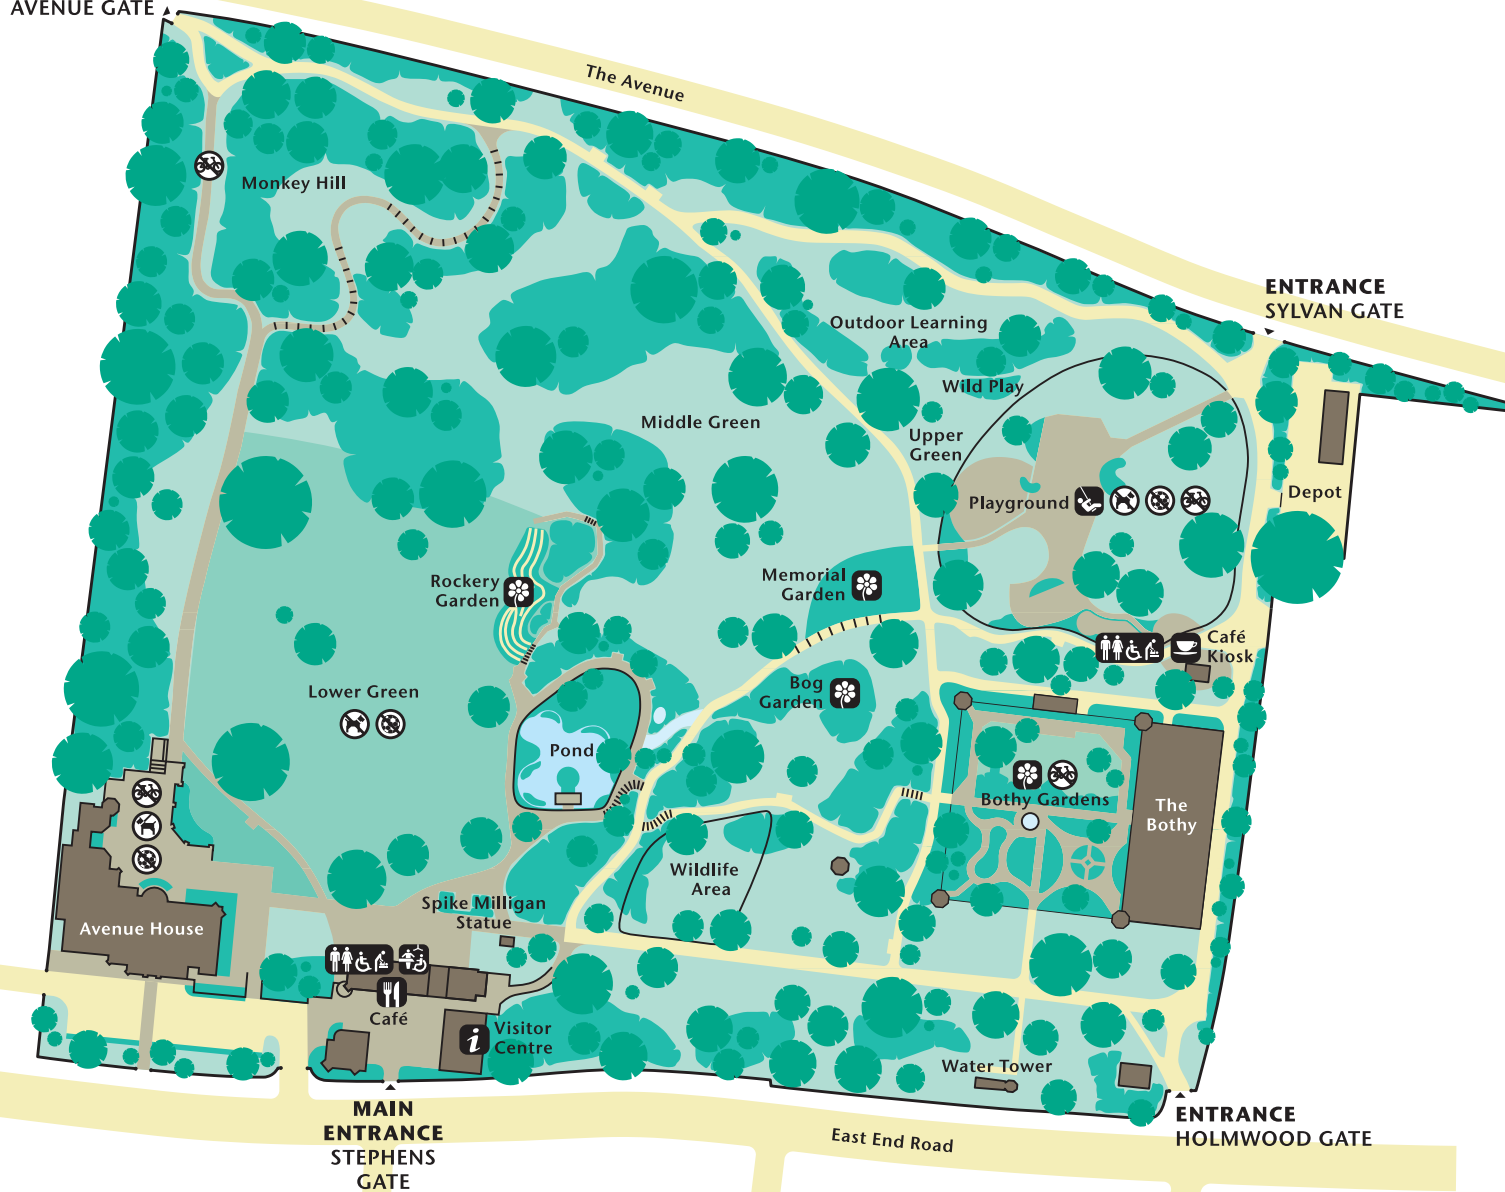 AVENUE GATE
The Avenue
Monkey Hill
ENTRANCE
SYLVAN GATE
Outdoor Learning
Area
Wild Play
Middle Green
Upper
Green
Playground
Depot
Rockery
Garden
Memorial
Garden
Café
Kiosk
Lower Green
Bog
Garden
Pond
Bothy Gardens
The
Bothy
Wildlife
Area
Spike Milligan
Statue
Avenue House
Café
i
Visitor
Centre
Water Tower
MAIN
ENTRANCE
STEPHENS
GATE
East End Road
ENTRANCE
HOLMWOOD GATE